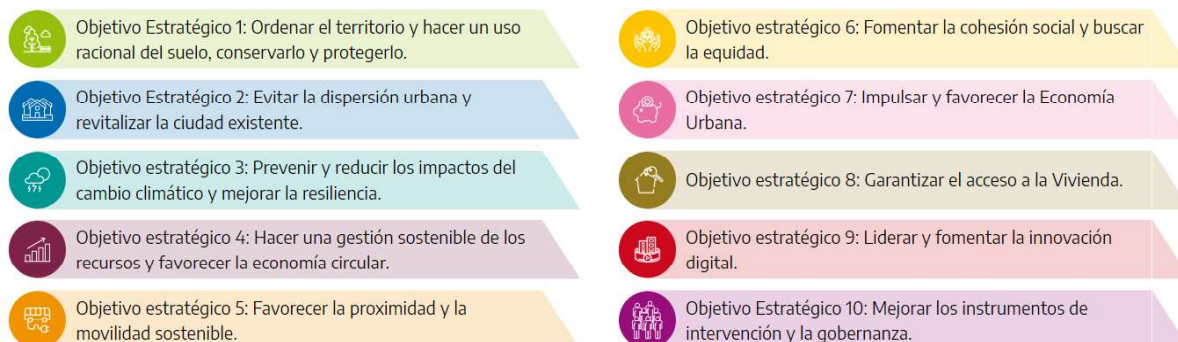 Objetivo Estratégico 1: Ordenar el territorio y hacer un uso
racional del suelo, conservarlo y protegerlo.
Objetivo Estratégico 2: Evitar la dispersión urbana y
revitalizar la ciudad existente.
Objetivo estratégico 3: Prevenir y reducir los impactos del
cambio climático y mejorar la resiliencia.
Objetivo estratégico 4: Hacer una gestión sostenible de los
recursos y favorecer la economía circular.
Objetivo estratégico 5: Favorecer la proximidad y la
movilidad sostenible.
Objetivo estratégico 6: Fomentar la cohesión social y buscar
la equidad.
Objetivo estratégico 7: Impulsar y favorecer la Economía
Urbana.
Objetivo estratégico 8: Garantizar el acceso a la Vivienda.
Objetivo estratégico 9: Liderar y fomentar la innovación
digital.
Objetivo Estratégico 10: Mejorar los instrumentos de
intervención y la gobernanza.